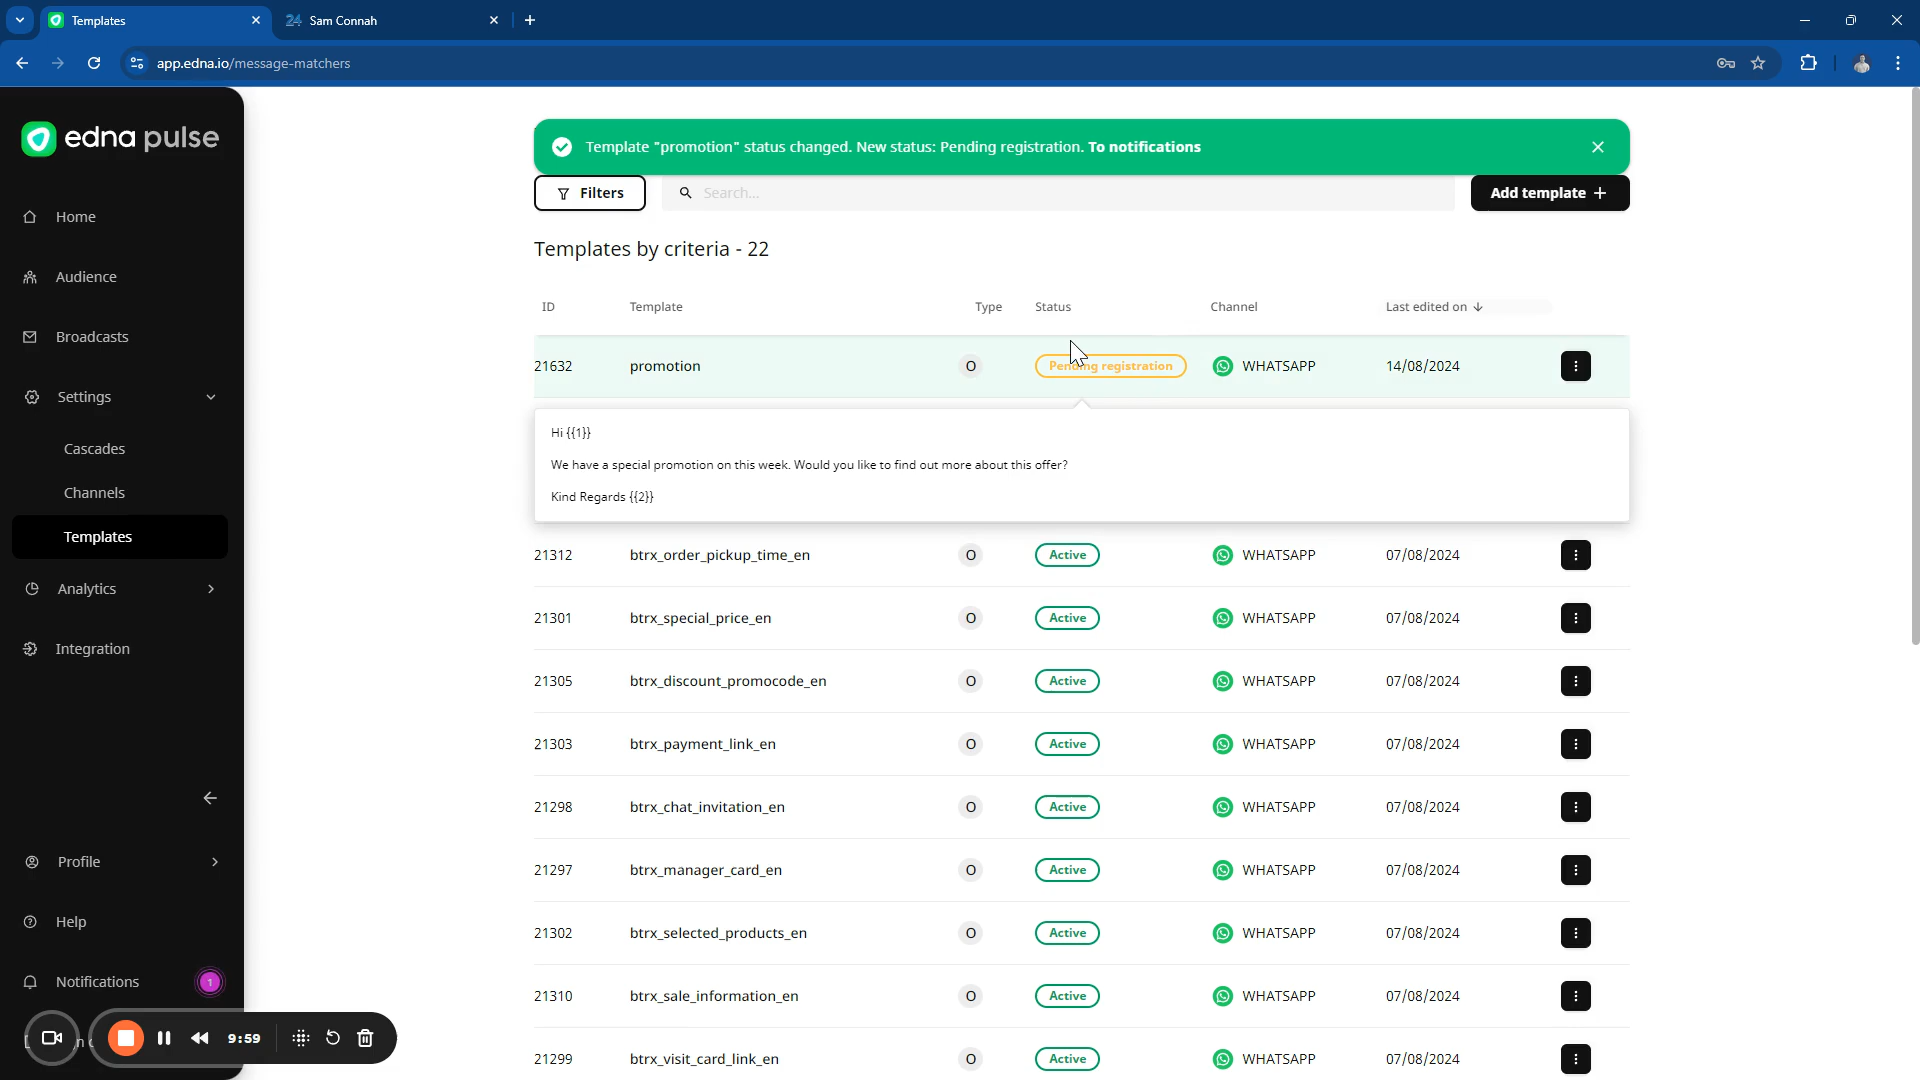 Templates
24 Sam Connah
app.edna.io/message-matchers
edna pulse
Home
Audience
Broadcasts
Settings
Cascades
Channels
Templates
Analytics
Integration
Profile
Help
Notifications 1
9:59
Template "promotion" status changed. New status: Pending registration. To notifications
Filters
Search...
Add template +
Templates by criteria - 22
ID Template Type Status Channel Last edited on
21632 promotion O Pending registration WHATSAPP 14/08/2024
Hi {{1}}
We have a special promotion on this week. Would you like to find out more about this offer?
Kind Regards {{2}}
21312 btrx_order_pickup_time_en O Active WHATSAPP 07/08/2024
21301 btrx_special_price_en O Active WHATSAPP 07/08/2024
21305 btrx_discount_promocode_en O Active WHATSAPP 07/08/2024
21303 btrx_payment_link_en O Active WHATSAPP 07/08/2024
21298 btrx_chat_invitation_en O Active WHATSAPP 07/08/2024
21297 btrx_manager_card_en O Active WHATSAPP 07/08/2024
21302 btrx_selected_products_en O Active WHATSAPP 07/08/2024
21310 btrx_sale_information_en O Active WHATSAPP 07/08/2024
21299 btrx_visit_card_link_en O Active WHATSAPP 07/08/2024